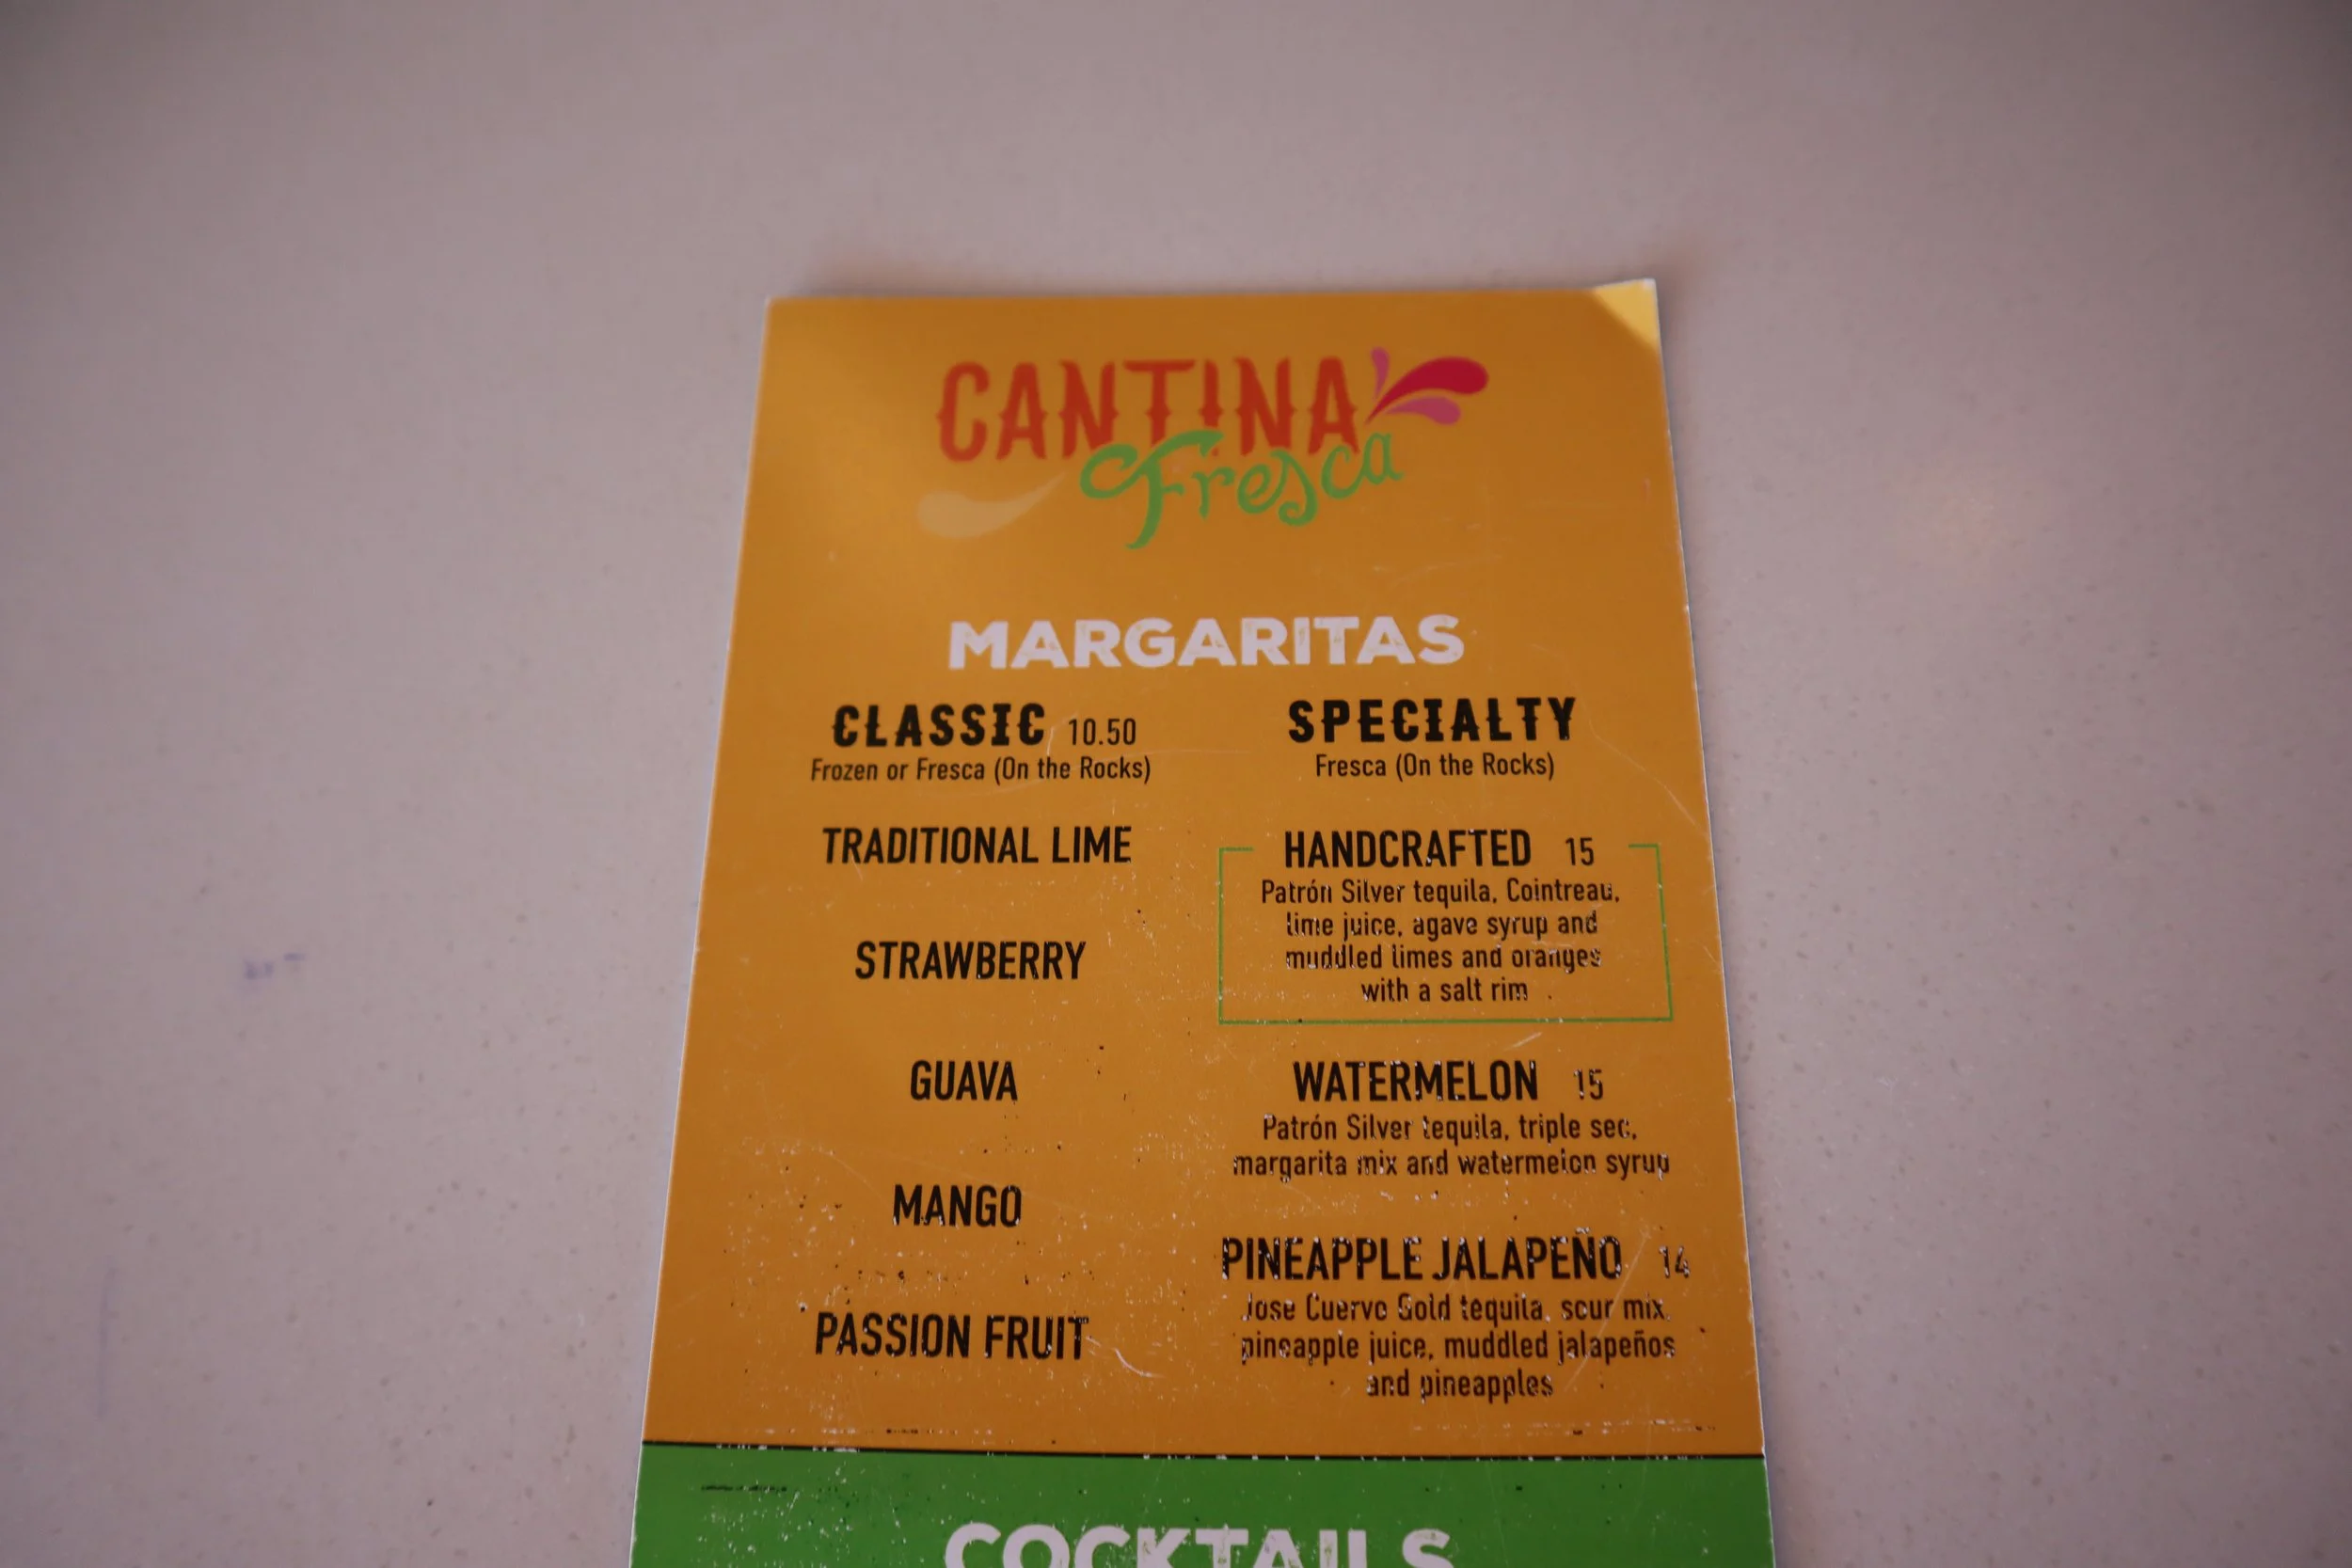 CANTINA
Fresca
MARGARITAS
CLASSIC 10.50
Frozen or Fresca (On the Rocks)
TRADITIONAL LIME
STRAWBERRY
GUAVA
MANGO
PASSION FRUIT
SPECIALTY
Fresca (On the Rocks)
HANDCRAFTED 15
Patrón Silver tequila, Cointreau,
lime juice, agave syrup and
muddled limes and oranges
with a salt rim
WATERMELON 15
Patrón Silver tequila, triple sec,
margarita mix and watermelon syrup
PINEAPPLE JALAPEÑO 14
Jose Cuervo Gold tequila, sour mix,
pineapple juice, muddled jalapeños
and pineapples
COCKTAILS